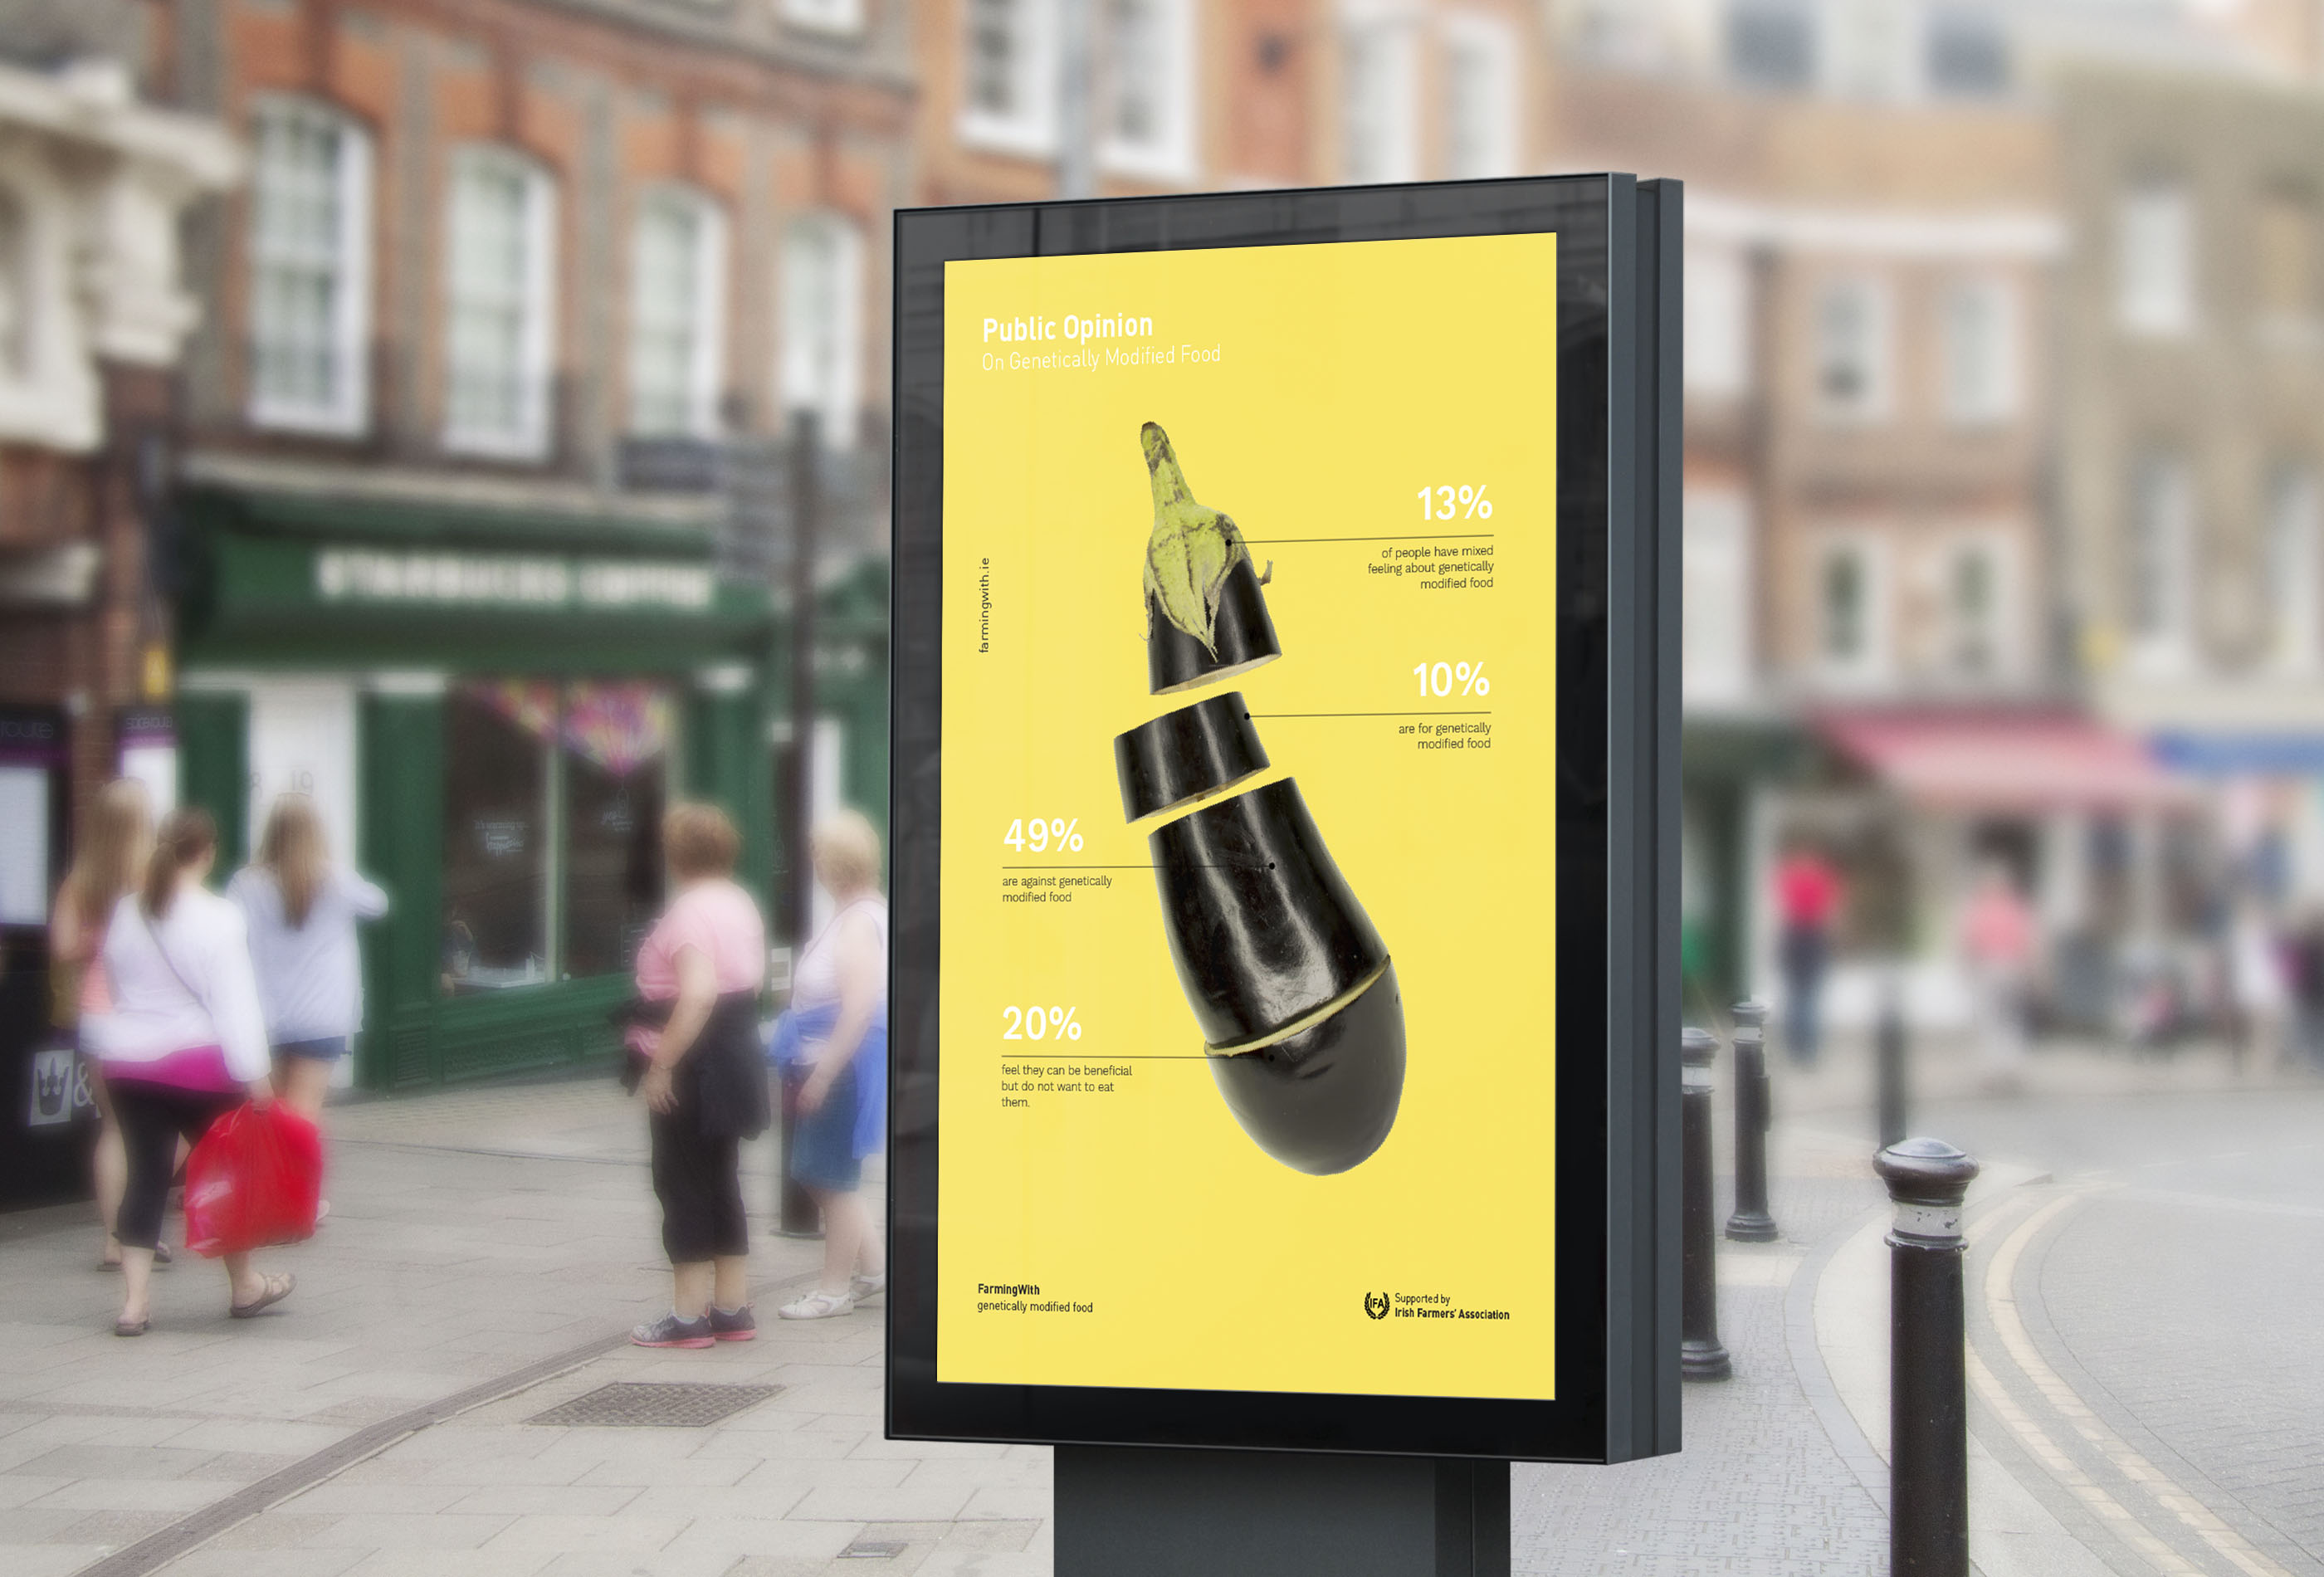 Public Opinion
On Genetically Modified Food
farmingwith.ie
13%
of people have mixed
feeling about genetically
modified food
10%
are for genetically
modified food
49%
are against genetically
modified food
20%
feel they can be beneficial
but do not want to eat
them.
FarmingWith
genetically modified food
IFA
Supported by
Irish Farmers' Association
STARBUCKS COFFEE